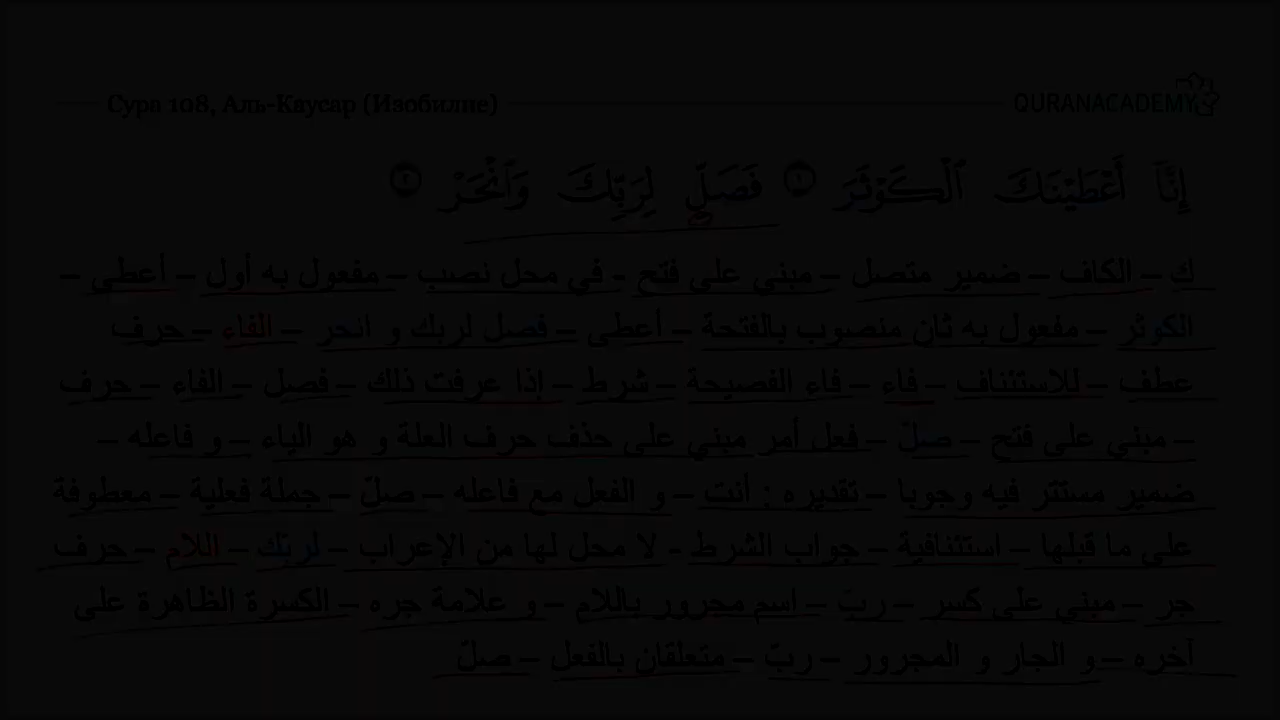 Сура 108, Аль-Каусар (Изобилие)
QURANACADEMY
إِنَّآ أَعْطَيْنَٰكَ ٱلْكَوْثَرَ ١ فَصَلِّ لِرَبِّكَ وَٱنْحَرْ ٢
ك – الكاف – ضمير متصل – مبني على فتح - في محل نصب – مفعول به أول – أعطى –
الكوثر – مفعول به ثان منصوب بالفتحة – أعطى – فصل لربك و انحر – الفاء – حرف
عطف – للاستئناف – فاء – فاء الفصيحة – شرط – إذا عرفت ذلك – فصل – الفاء – حرف
– مبني على فتح – صلّ – فعل أمر مبني على حذف حرف العلة و هو الياء – و فاعله –
ضمير مستتر فيه وجوبا – تقديره : أنت – و الفعل مع فاعله – صلّ – جملة فعلية – معطوفة
على ما قبلها – استئنافية – جواب الشرط - لا محل لها من الإعراب – لربّك – اللام – حرف
جر – مبني على كسر – ربّ – اسم مجرور باللام – و علامة جره – الكسرة الظاهرة على
آخره – و الجار و المجرور – ربّ – متعلقان بالفعل – صلّ